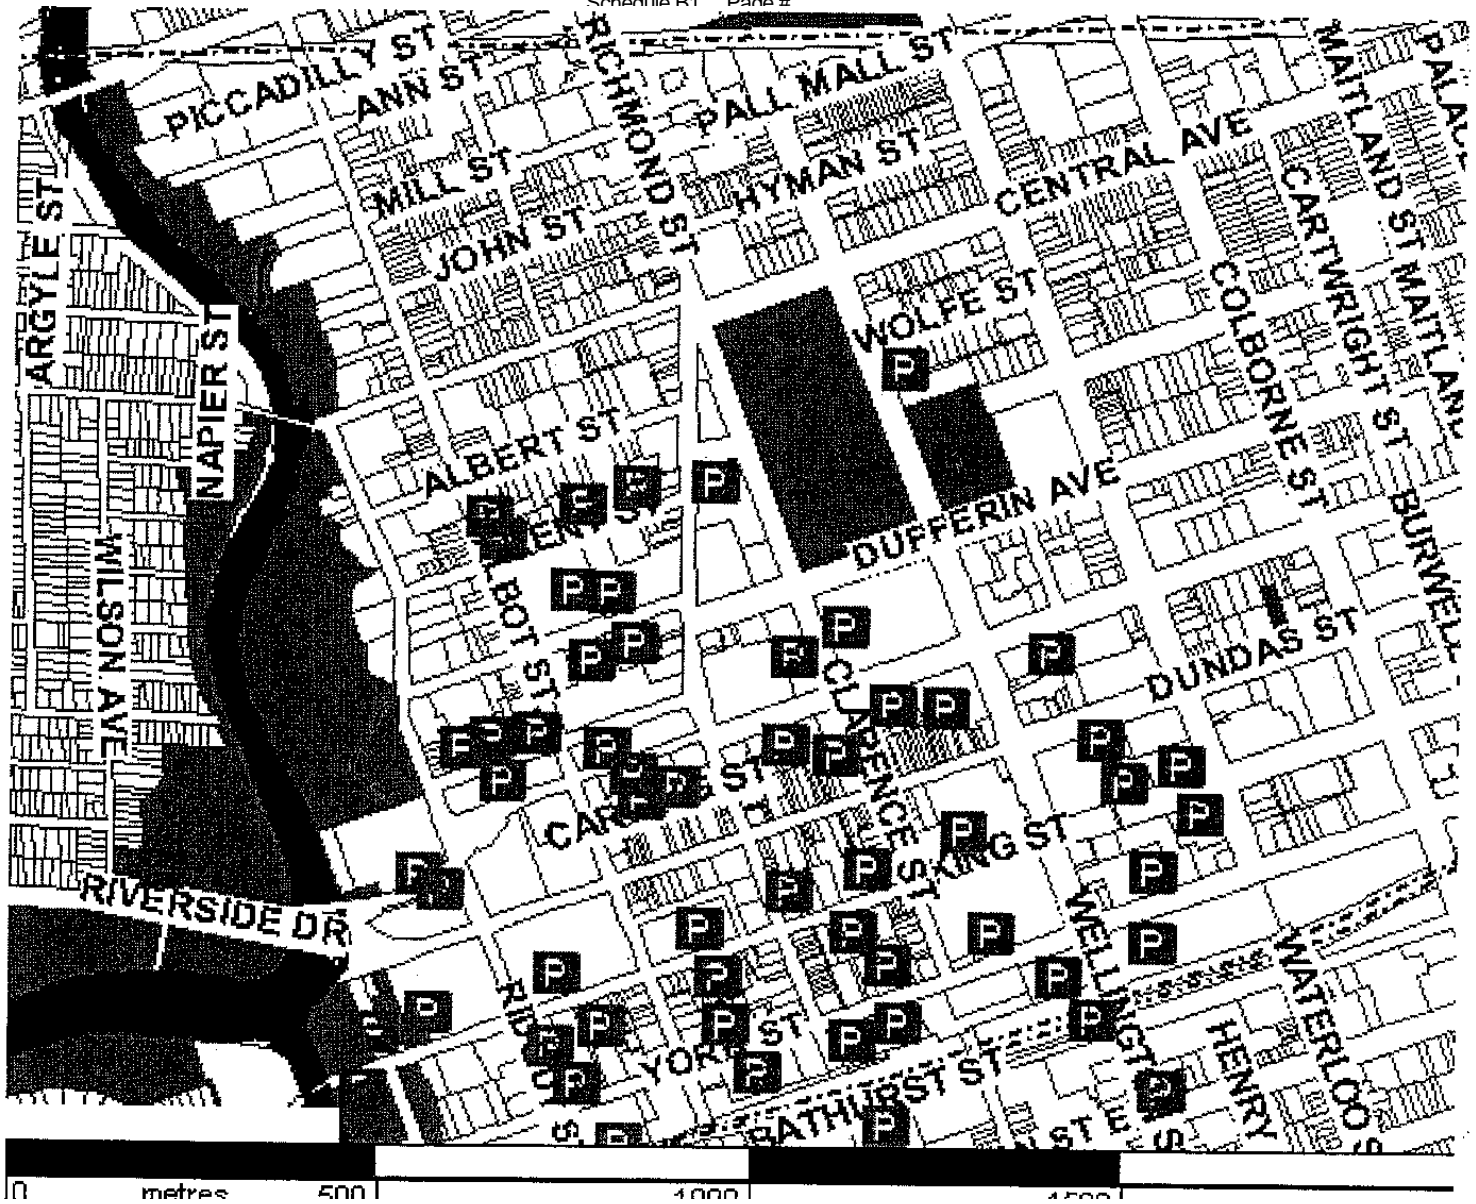 Schedule B1 Page #
PICCADILLY ST
ANN ST
RICHMOND ST
PALL MALL ST
MAITLAND ST
MILL ST
HYMAN ST
CENTRAL AVE
ARGYLE ST
JOHN ST
CARTWRIGHT ST
MAITLAND
COLBORNE ST
WOLFE ST
P
NAPIER ST
ALBERT ST
P
P
DUFFERIN AVE
BURWELL
WILSON AVE
P P
P
P
P
P
CLARENCE ST
P
DUNDAS ST
P P
P
P
P
P
P
P
P
ST
P
P
P
P
KING ST
P
P
P
RIVERSIDE DR
P
P
P
P
WELLINGTON
WATERLOO S
HENRY
P
P
P
P
P
P
P
P
P
P
YORK ST
P
P
BATHURST ST
P
P
0 metres 500 1000 1500